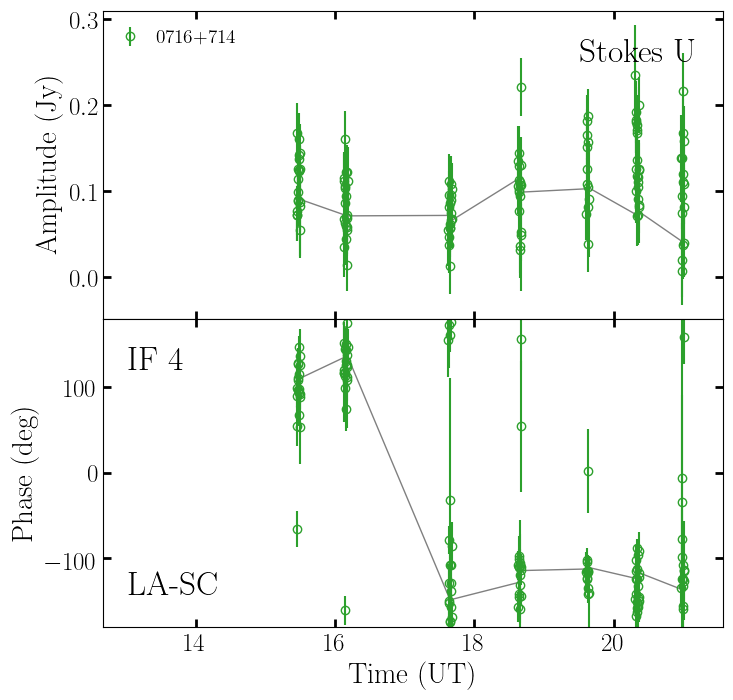 0716+714
Stokes U
0.3
0.2
0.1
0.0
Amplitude (Jy)
IF 4
100
0
−100
Phase (deg)
LA-SC
14 16 18 20
Time (UT)